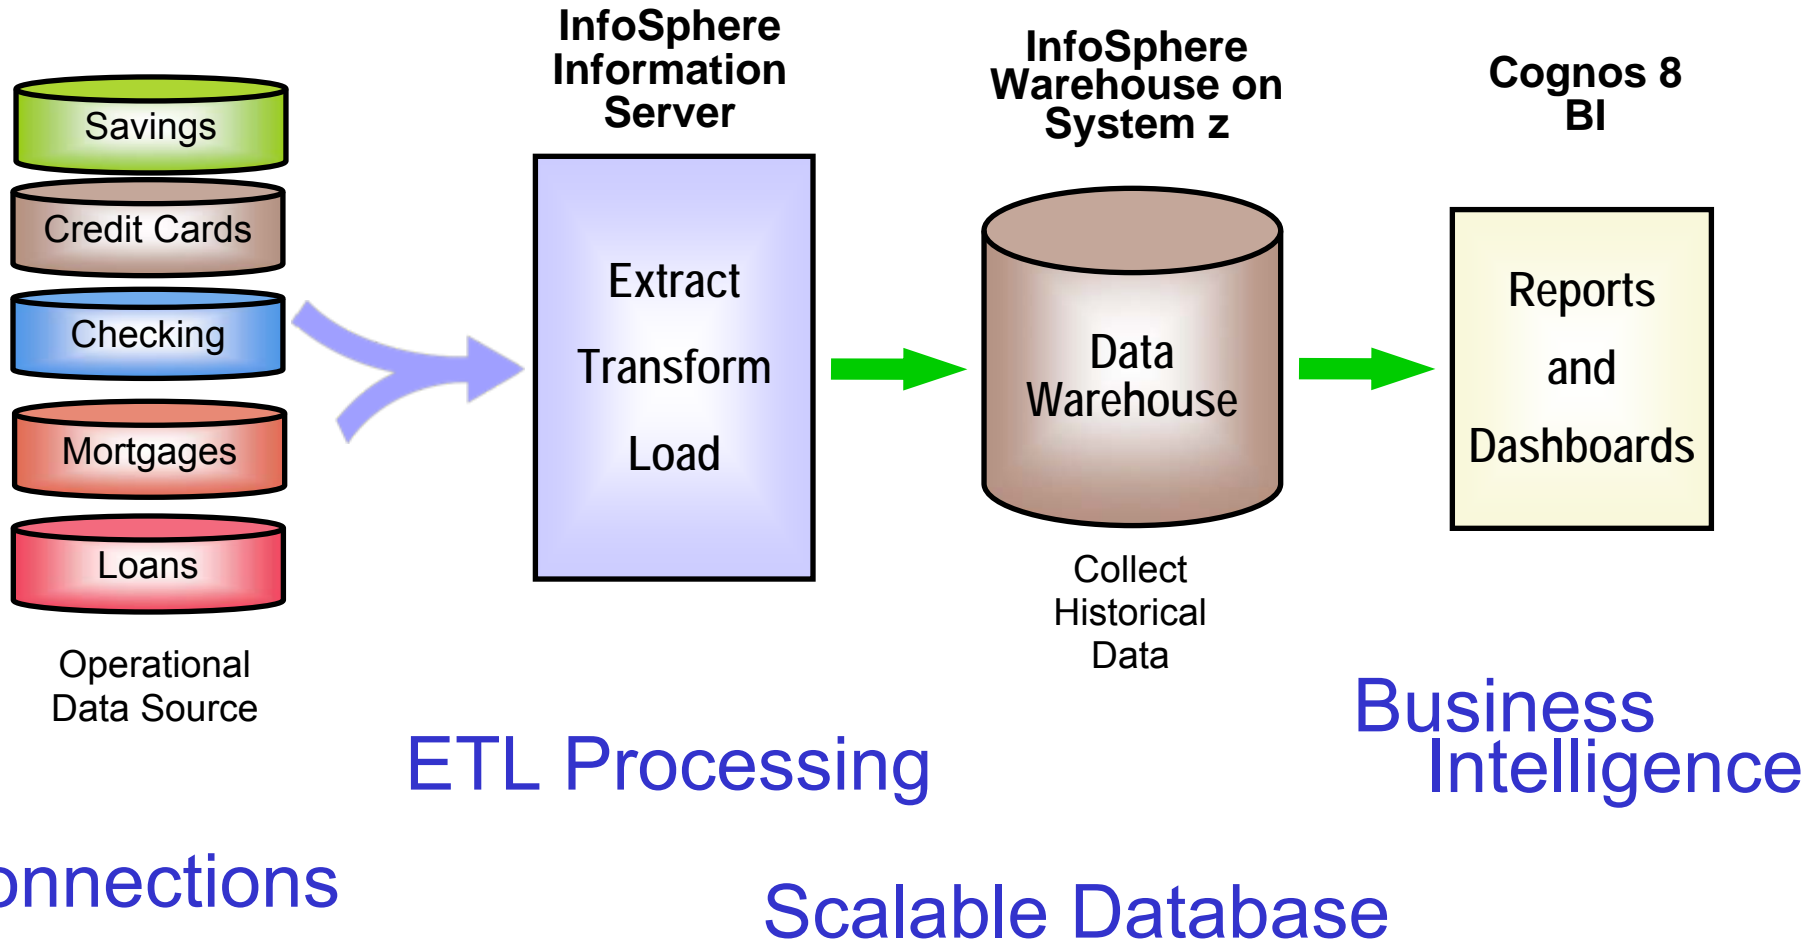 InfoSphere
Information
Server
InfoSphere
Warehouse on
System z
Cognos 8
BI
Savings
Credit Cards
Checking
Mortgages
Loans
Operational
Data Source
Extract
Transform
Load
Data
Warehouse
Collect
Historical
Data
Reports
and
Dashboards
ETL Processing
Business
Intelligence
onnections
Scalable Database